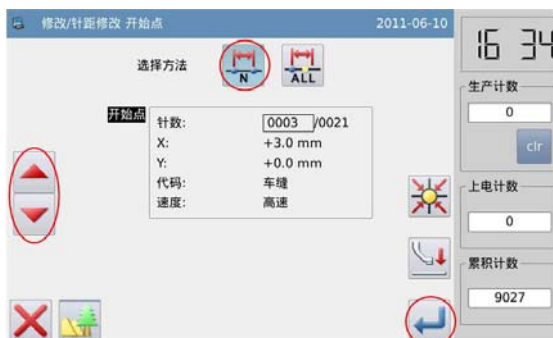 修改/针距修改 开始点 2011-06-10
16 34
选择方法
N
ALL
生产计数
0
clr
开始点
针数: 0003 /0021
X: +3.0 mm
Y: +0.0 mm
代码: 车缝
速度: 高速
上电计数
0
累积计数
9027